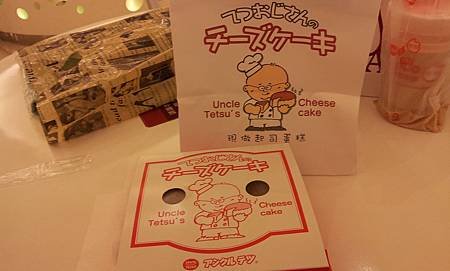 てつおじさんの
チーズケーキ
Uncle
Tetsu's
Cheese
cake
現做起司蛋糕
てつおじさんの
チーズケーキ
Uncle
Tetsu's
Cheese
cake
アンクルテツ®